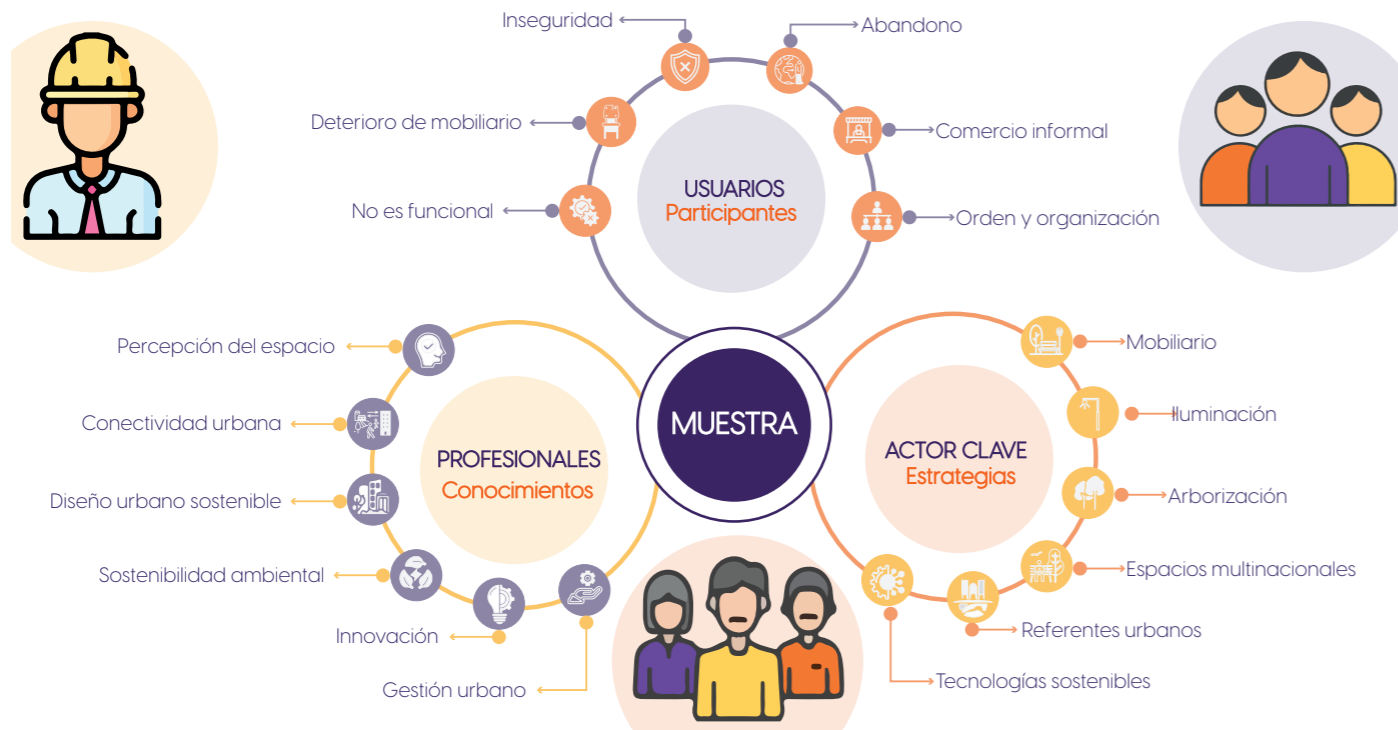 Inseguridad
Abandono
Deterioro de mobiliario
Comercio informal
No es funcional
Orden y organización
USUARIOS
Participantes
MUESTRA
Percepción del espacio
Conectividad urbana
Diseño urbano sostenible
Sostenibilidad ambiental
Innovación
Gestión urbano
PROFESIONALES
Conocimientos
ACTOR CLAVE
Estrategias
Mobiliario
Iluminación
Arborización
Espacios multinacionales
Referentes urbanos
Tecnologías sostenibles